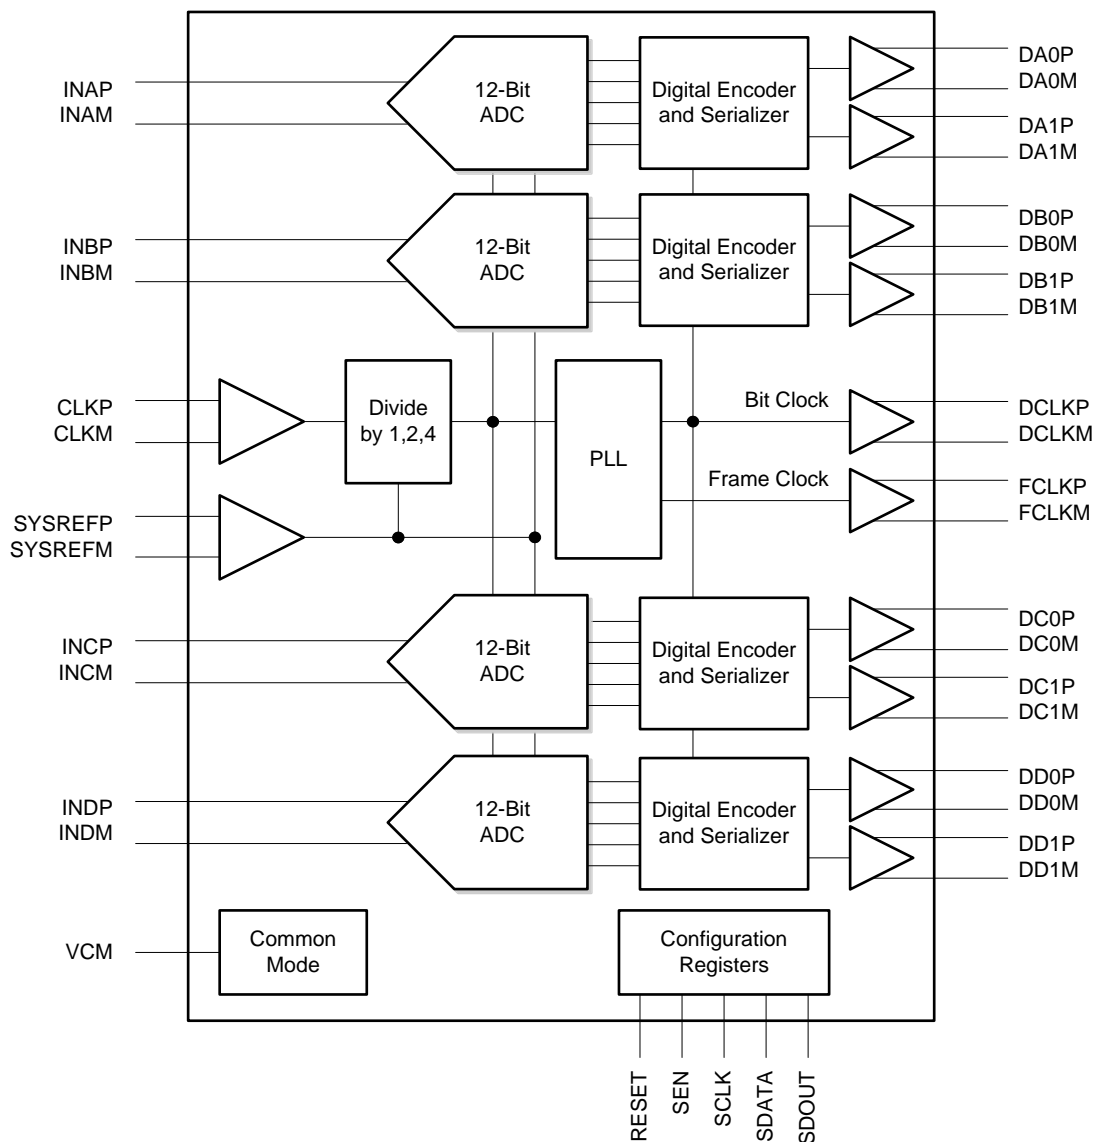 INAP
INAM
12-Bit
ADC
Digital Encoder
and Serializer
DA0P
DA0M
DA1P
DA1M
INBP
INBM
12-Bit
ADC
Digital Encoder
and Serializer
DB0P
DB0M
DB1P
DB1M
CLKP
CLKM
Divide
by 1,2,4
PLL
Bit Clock
DCLKP
DCLKM
SYSREFP
SYSREFM
Frame Clock
FCLKP
FCLKM
INCP
INCM
12-Bit
ADC
Digital Encoder
and Serializer
DC0P
DC0M
DC1P
DC1M
INDP
INDM
12-Bit
ADC
Digital Encoder
and Serializer
DD0P
DD0M
DD1P
DD1M
VCM
Common
Mode
Configuration
Registers
RESET
SEN
SCLK
SDATA
SDOUT